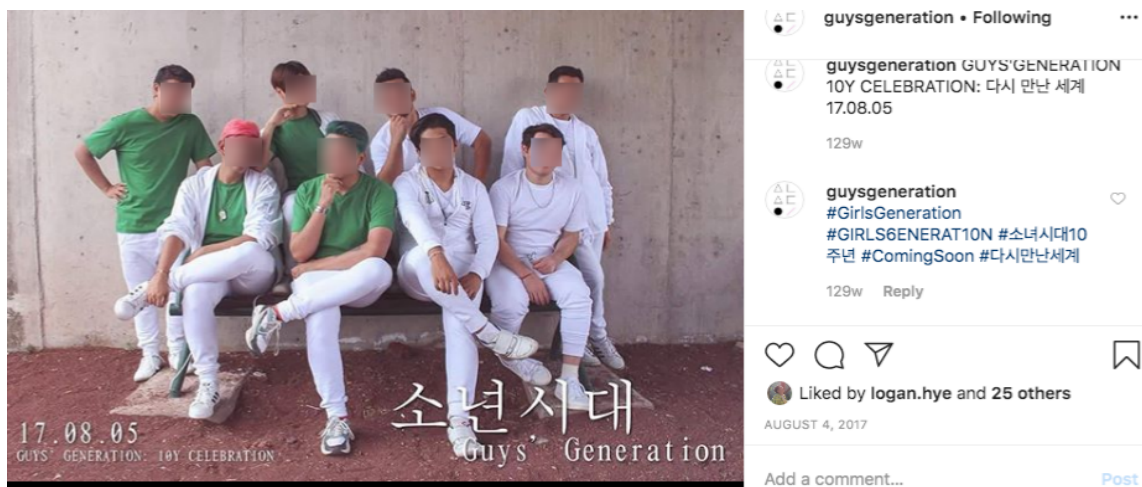 17.08.05
GUYS' GENERATION: 10Y CELEBRATION
소년시대
Guys' Generation
guysgeneration • Following
guysgeneration GUYS'GENERATION
10Y CELEBRATION: 다시 만난 세계
17.08.05
129w
guysgeneration
#GirlsGeneration
#GIRLS6ENERAT10N #소녀시대10
주년 #ComingSoon #다시만난세계
129w Reply
Liked by logan.hye and 25 others
AUGUST 4, 2017
Add a comment... Post